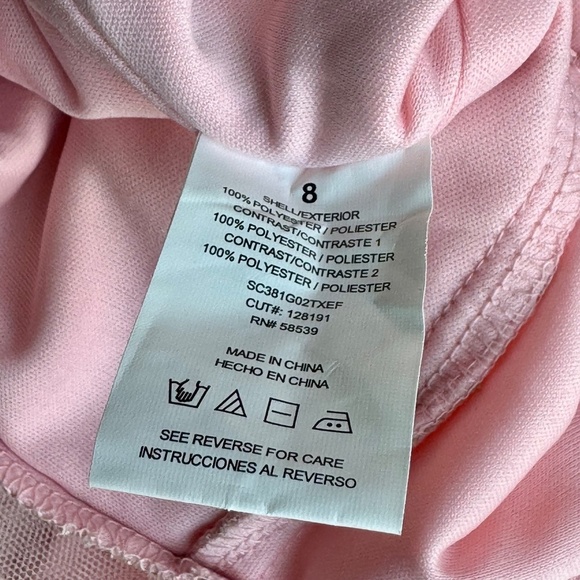 8
SHELL/EXTERIOR
100% POLYESTER / POLIESTER
CONTRAST/CONTRASTE 1
100% POLYESTER / POLIESTER
CONTRAST/CONTRASTE 2
100% POLYESTER / POLIESTER
SC381G02TXEF
CUT#: 128191
RN# 58539
MADE IN CHINA
HECHO EN CHINA
SEE REVERSE FOR CARE
INSTRUCCIONES AL REVERSO